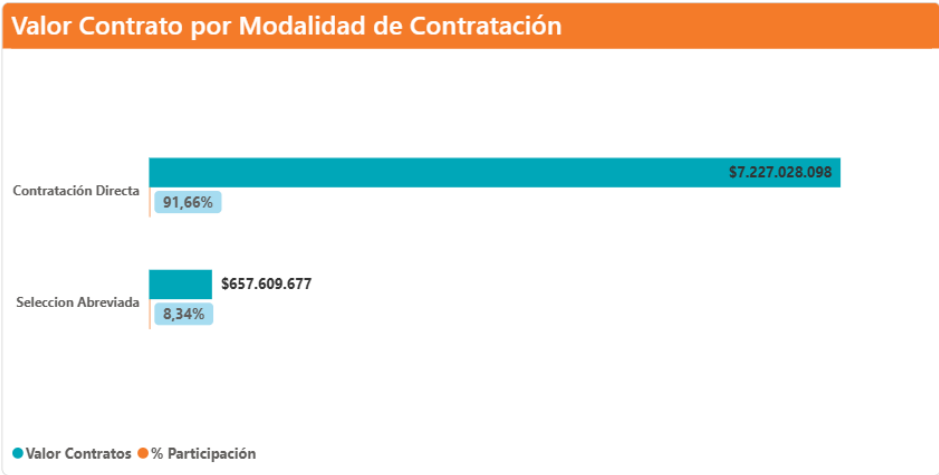 Valor Contrato por Modalidad de Contratación
$7.227.028.098
Contratación Directa
91,66%
$657.609.677
Seleccion Abreviada
8,34%
Valor Contratos % Participación